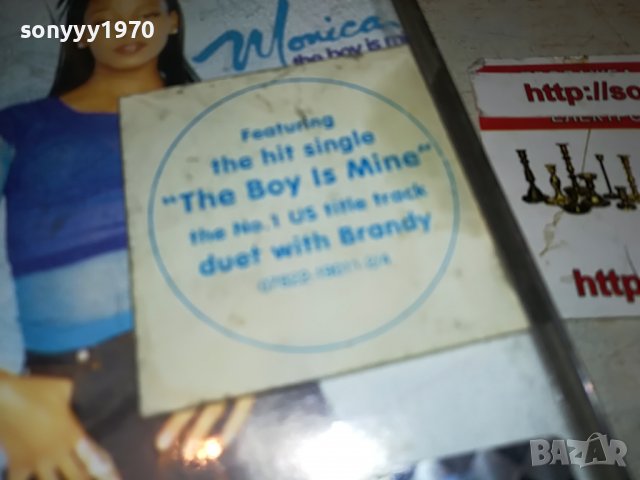 sonyyy1970
Monica
the boy is m
Featuring
the hit single
"The Boy Is Mine"
the No.1 US title track
duet with Brandy
http://so
http
BAZAR